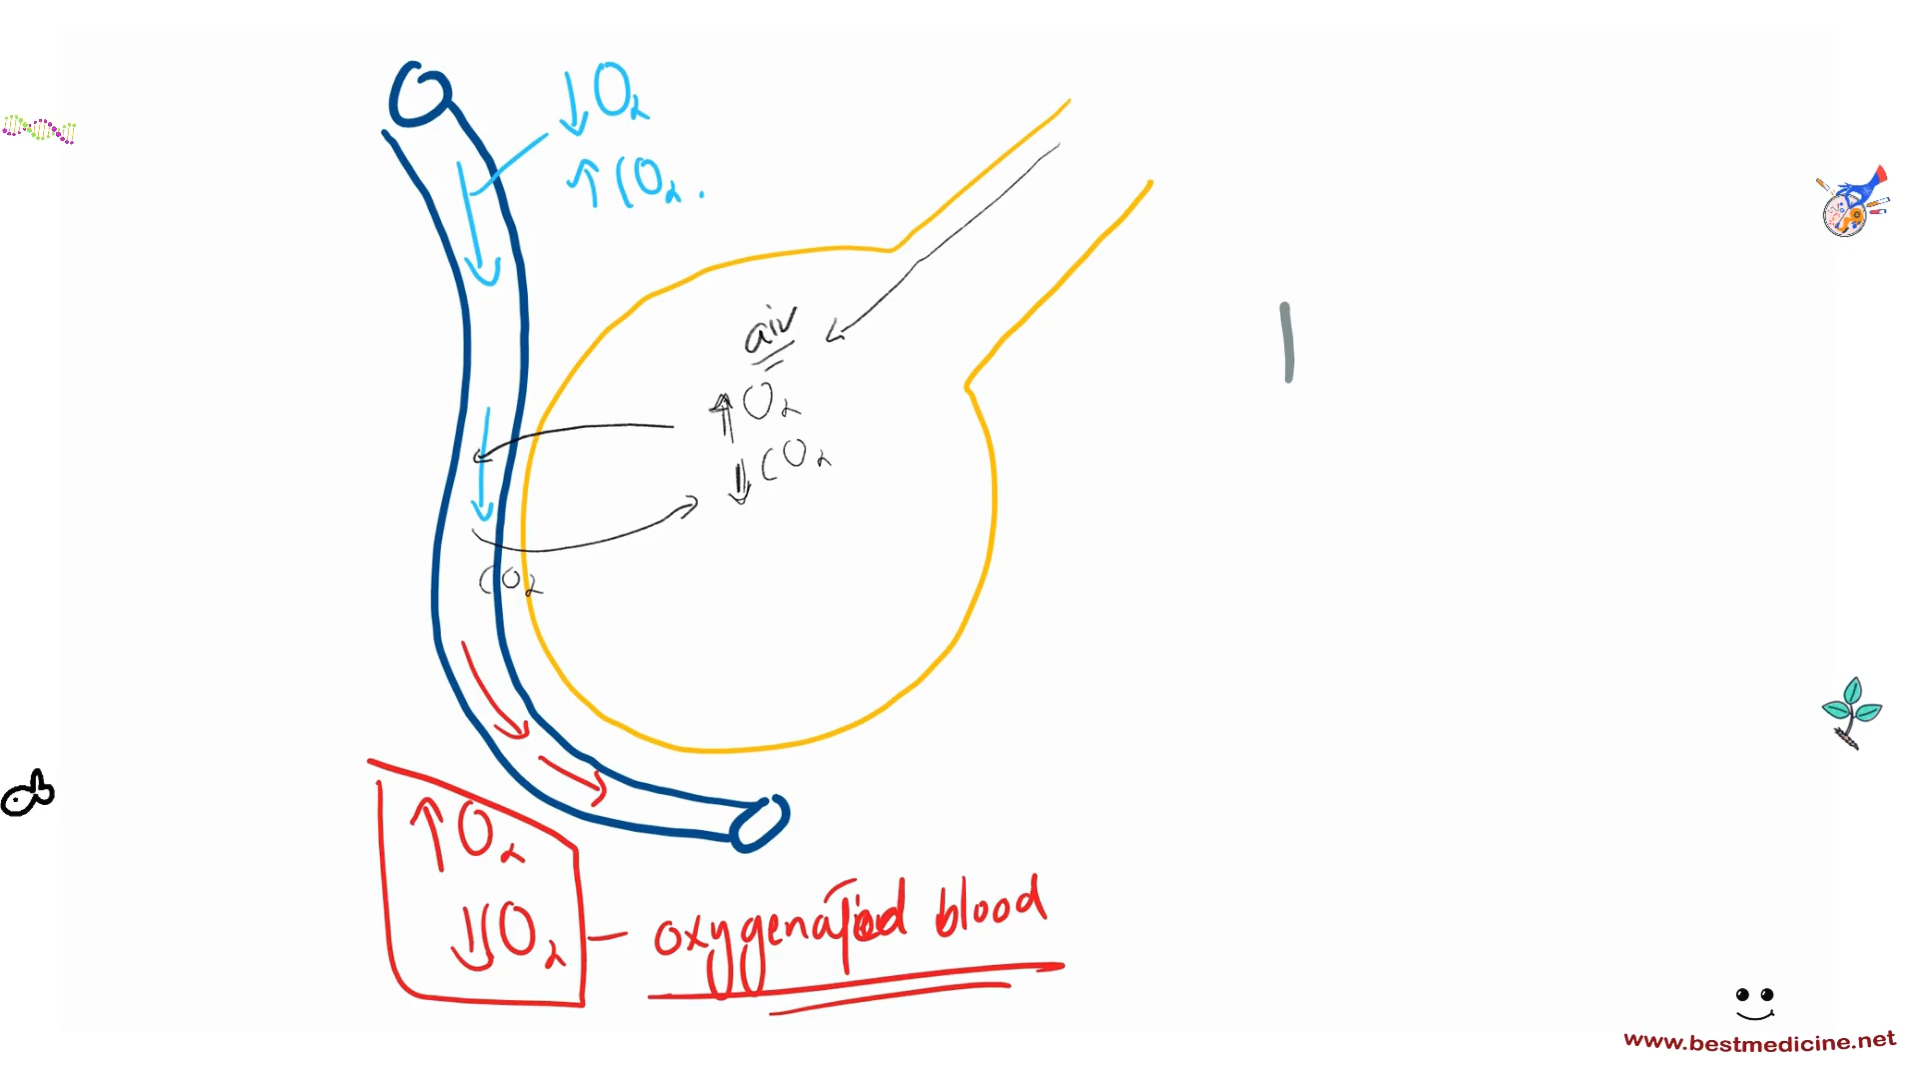 ↓O₂
↑CO₂.
air
↑O₂
↓CO₂
CO₂
↑O₂
↓CO₂ - oxygenated blood
www.bestmedicine.net